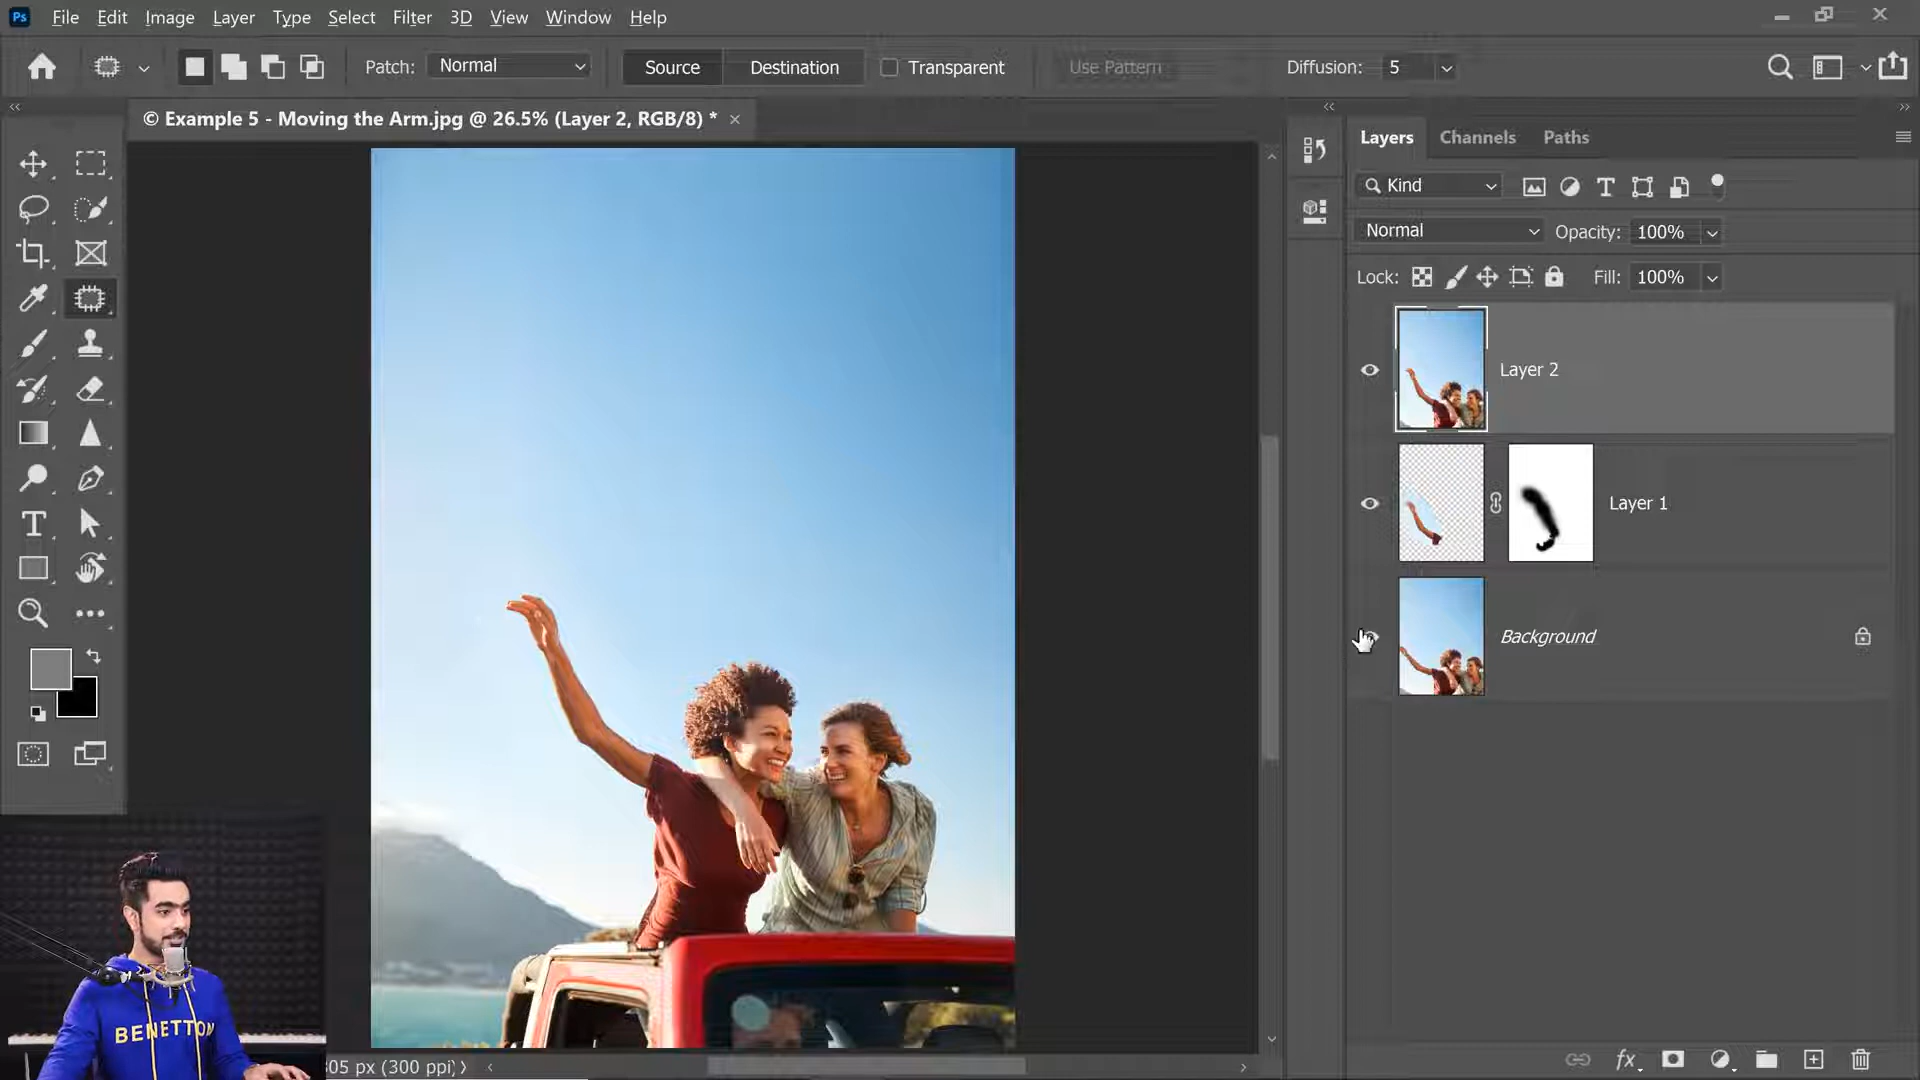 Ps File Edit Image Layer Type Select Filter 3D View Window Help
Patch: Normal Source Destination Transparent Use Pattern Diffusion: 5
© Example 5 - Moving the Arm.jpg @ 26.5% (Layer 2, RGB/8) *
Layers Channels Paths
Kind
Normal Opacity: 100%
Lock: Fill: 100%
Layer 2
Layer 1
Background
BENETTON
05 px (300 ppi)
fx